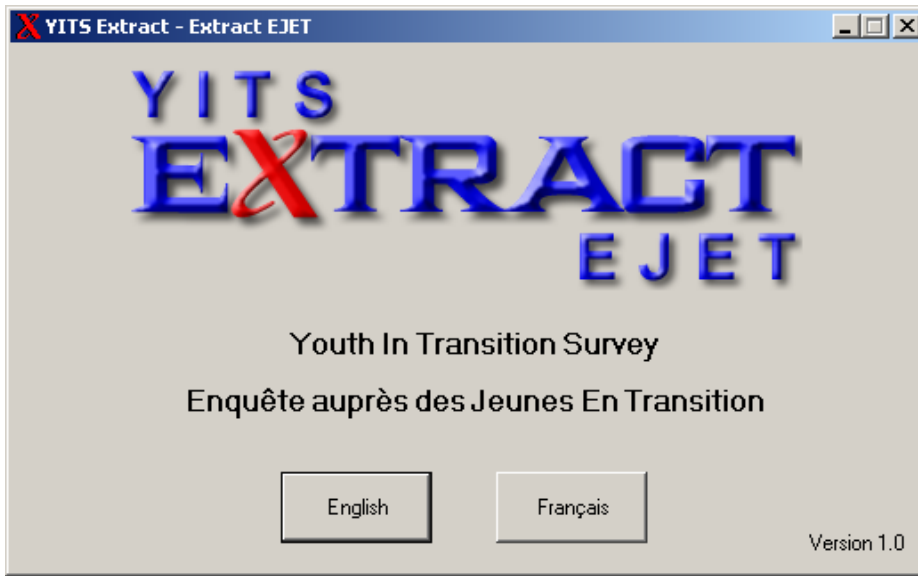 YITS Extract - Extract EJET
YITS
EXTRACT
EJET
Youth In Transition Survey
Enquête auprès des Jeunes En Transition
English
Français
Version 1.0